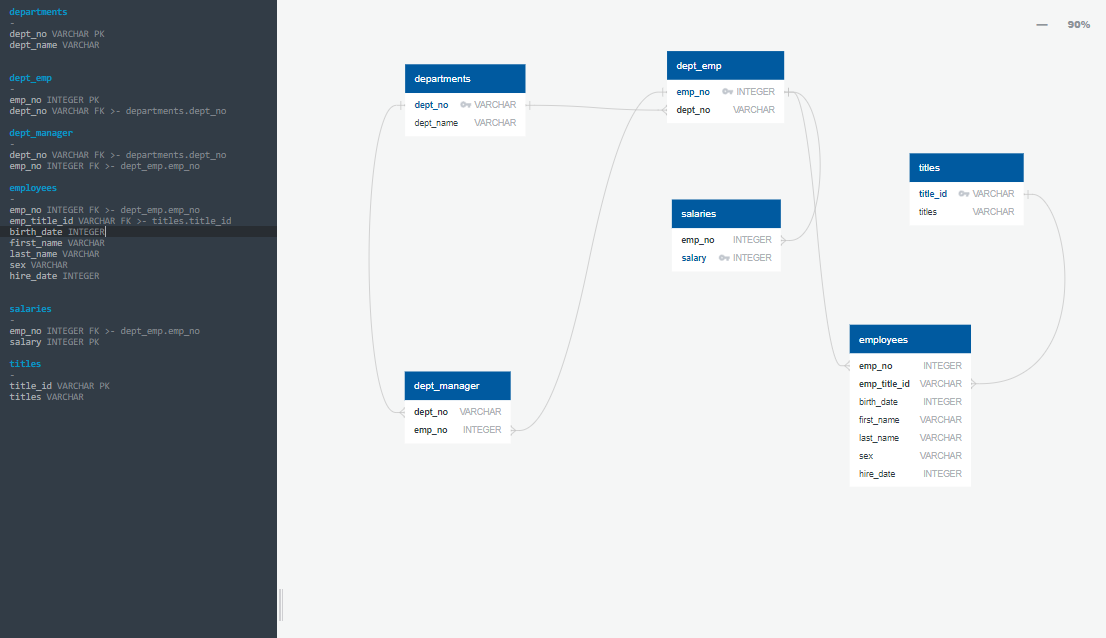 departments
-
dept_no VARCHAR PK
dept_name VARCHAR
dept_emp
-
emp_no INTEGER PK
dept_no VARCHAR FK >- departments.dept_no
dept_manager
-
dept_no VARCHAR FK >- departments.dept_no
emp_no INTEGER FK >- dept_emp.emp_no
employees
-
emp_no INTEGER FK >- dept_emp.emp_no
emp_title_id VARCHAR FK >- titles.title_id
birth_date INTEGER
first_name VARCHAR
last_name VARCHAR
sex VARCHAR
hire_date INTEGER
salaries
-
emp_no INTEGER FK >- dept_emp.emp_no
salary INTEGER PK
titles
-
title_id VARCHAR PK
titles VARCHAR
90%
departments
dept_no VARCHAR
dept_name VARCHAR
dept_emp
emp_no INTEGER
dept_no VARCHAR
titles
title_id VARCHAR
titles VARCHAR
salaries
emp_no INTEGER
salary INTEGER
employees
emp_no INTEGER
emp_title_id VARCHAR
birth_date INTEGER
first_name VARCHAR
last_name VARCHAR
sex VARCHAR
hire_date INTEGER
dept_manager
dept_no VARCHAR
emp_no INTEGER